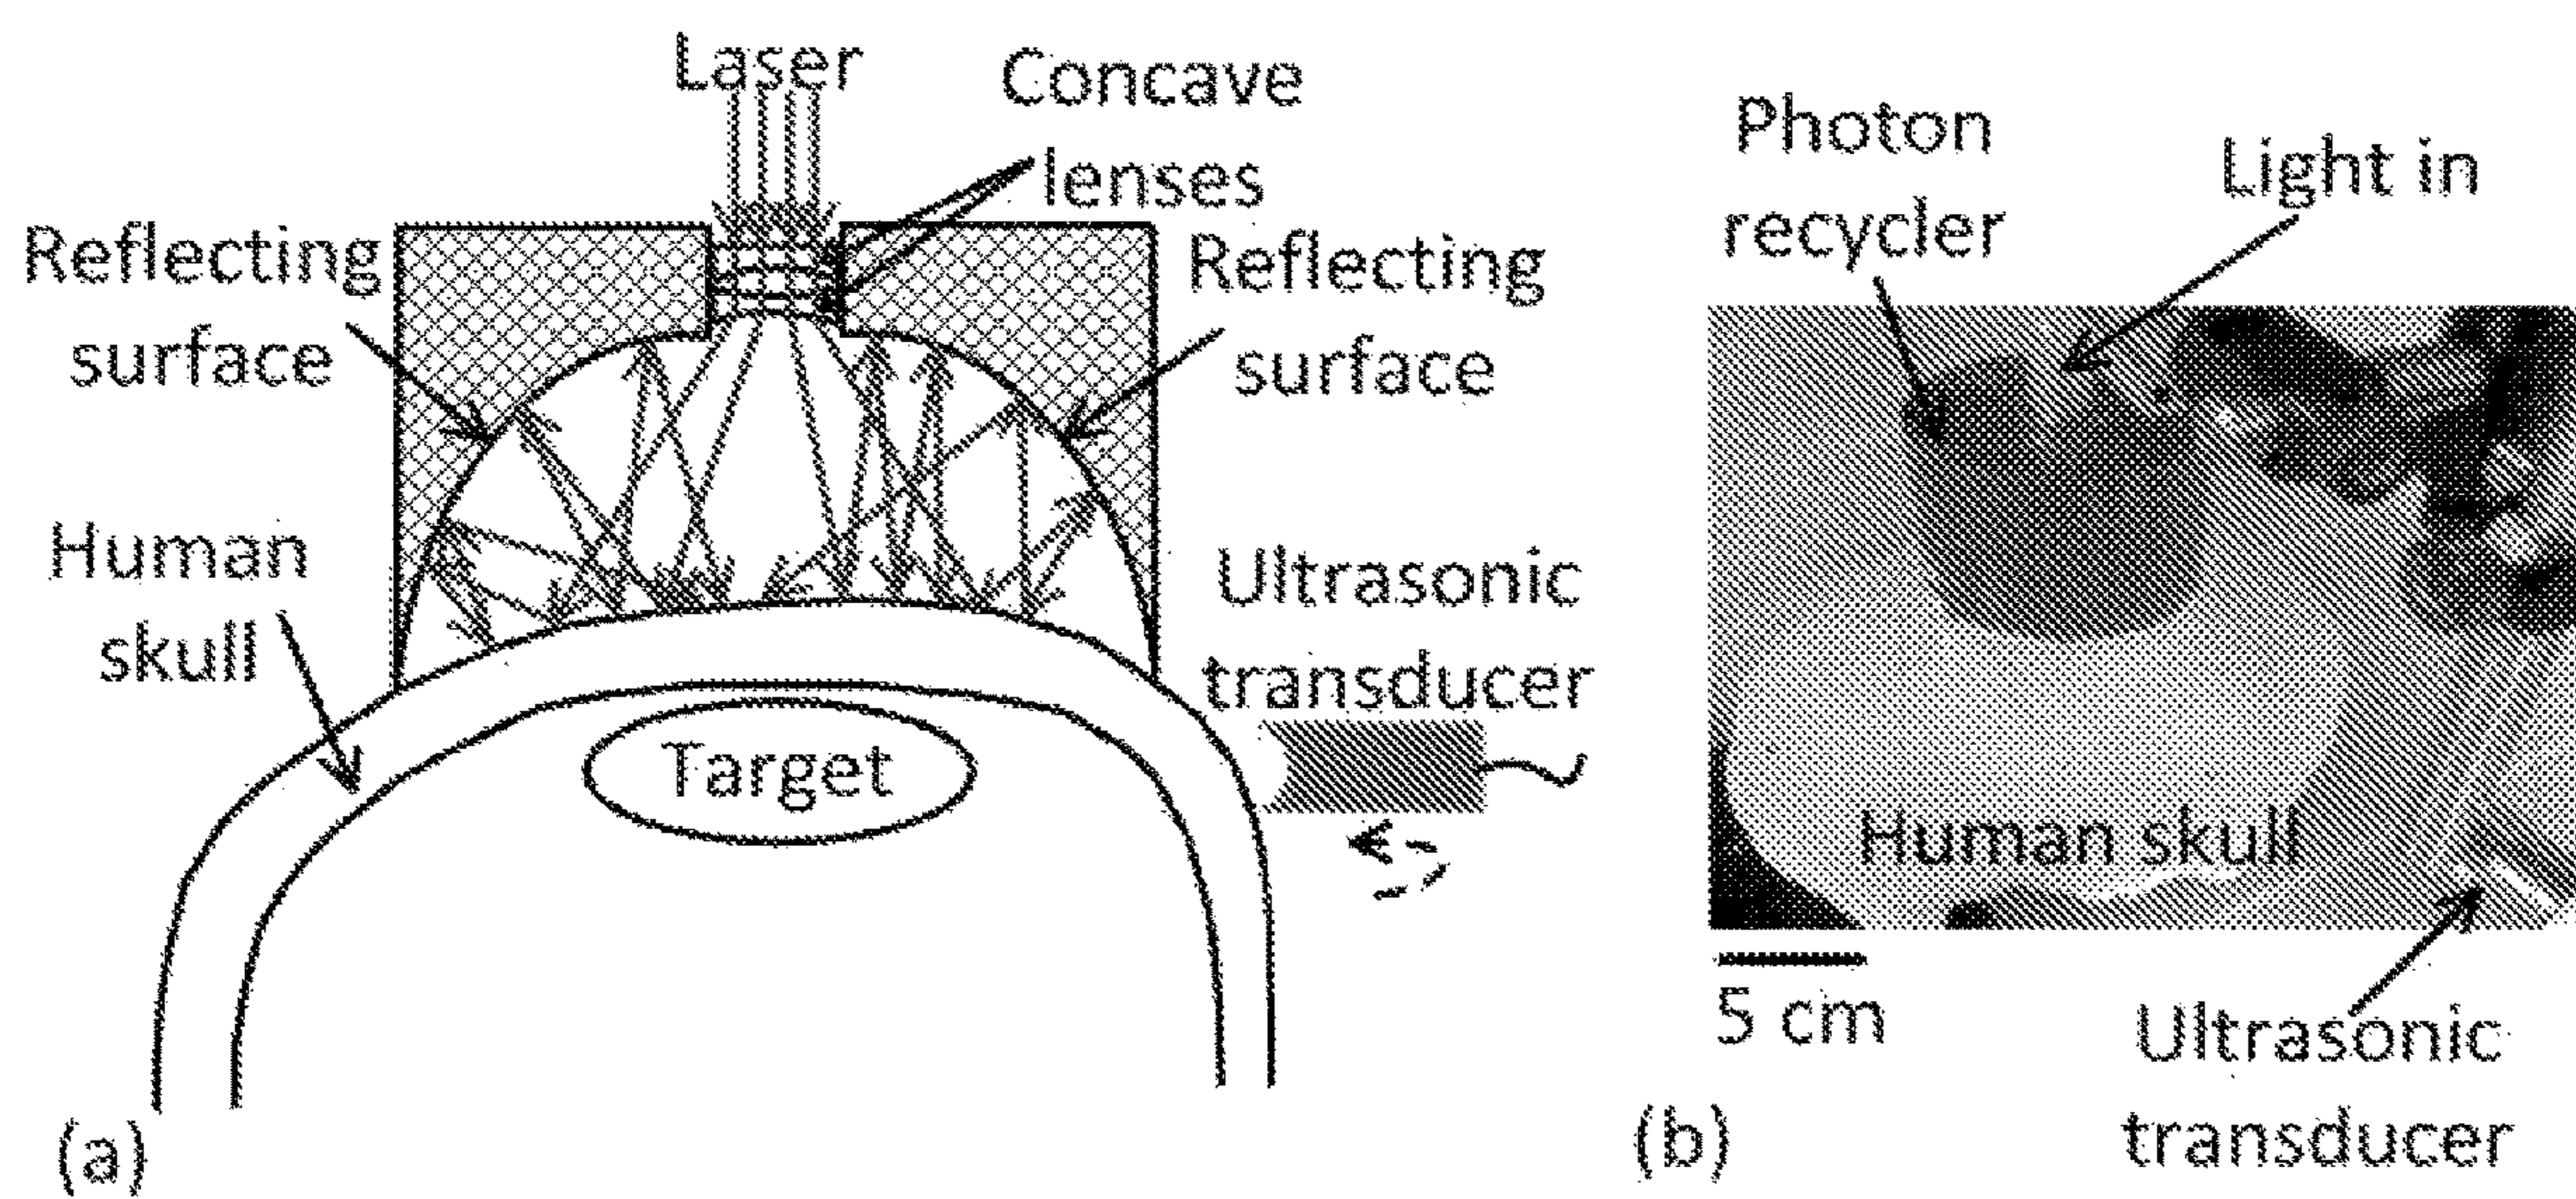 Laser
Concave
lenses
Reflecting
surface
Reflecting
surface
Human
skull
Ultrasonic
transducer
Target
(a)
Photon
recycler
Light in
Human skull
5 cm
Ultrasonic
transducer
(b)